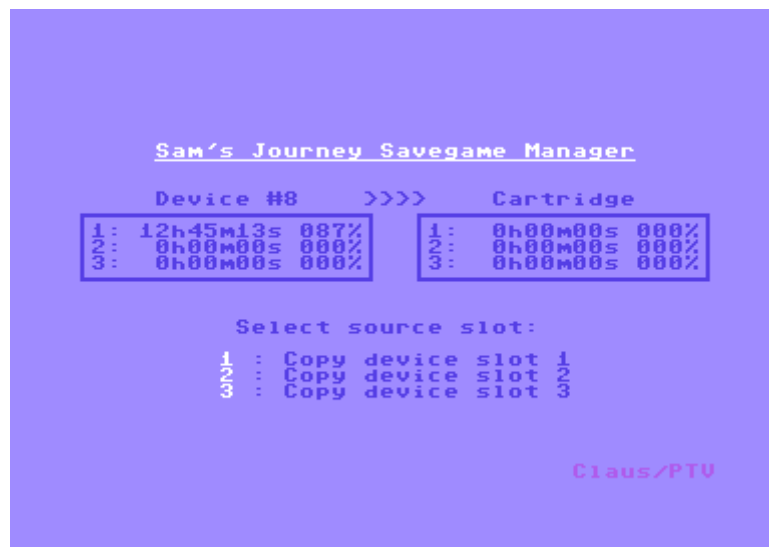 Sam's Journey Savegame Manager
Device #8 >>>> Cartridge
1: 12h45m13s 087% 1: 0h00m00s 000%
2: 0h00m00s 000% 2: 0h00m00s 000%
3: 0h00m00s 000% 3: 0h00m00s 000%
Select source slot:
1 : Copy device slot 1
2 : Copy device slot 2
3 : Copy device slot 3
Claus/PTV